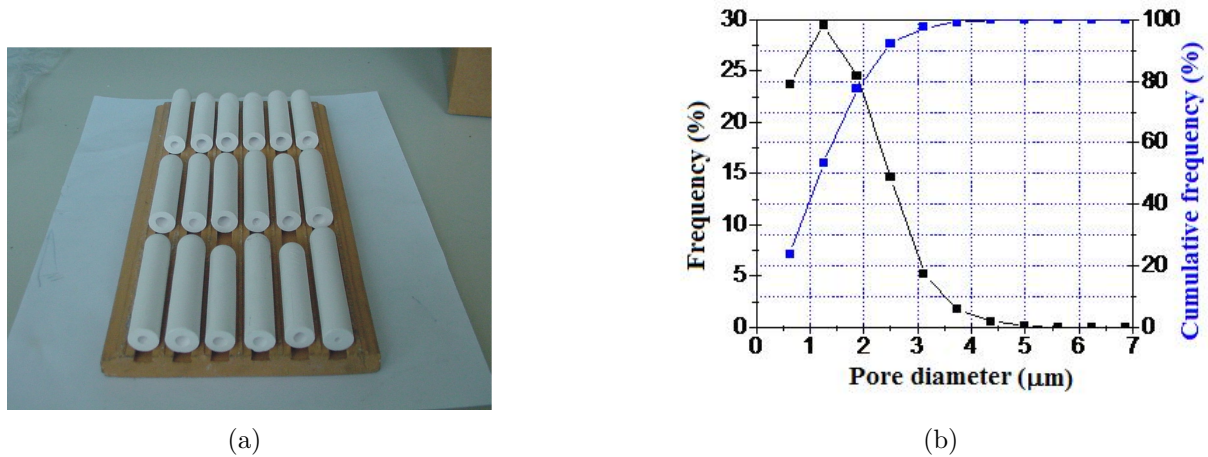 30
25
20
15
10
5
0
Frequency (%)
100
80
60
40
20
0
Cumulative frequency (%)
0 1 2 3 4 5 6 7
Pore diameter (μm)
(a)
(b)